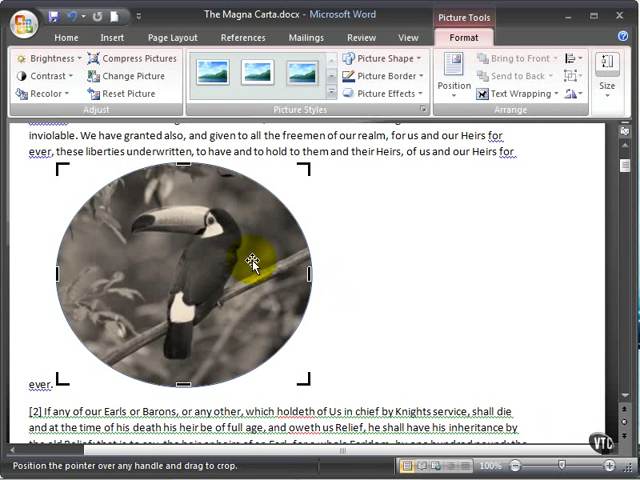 The Magna Carta.docx - Microsoft Word
Picture Tools
Home Insert Page Layout References Mailings Review View Format
Brightness Compress Pictures Picture Shape Bring to Front
Contrast Change Picture Picture Border Position Send to Back Size
Recolor Reset Picture Picture Effects Text Wrapping
Adjust Picture Styles Arrange
inviolable. We have granted also, and given to all the freemen of our realm, for us and our Heirs for
ever, these liberties underwritten, to have and to hold to them and their Heirs, of us and our Heirs for
ever.
[2] If any of our Earls or Barons, or any other, which holdeth of Us in chief by Knights service, shall die
and at the time of his death his heir be of full age, and oweth us Relief, he shall have his inheritance by
VTC
Position the pointer over any handle and drag to crop.
100%